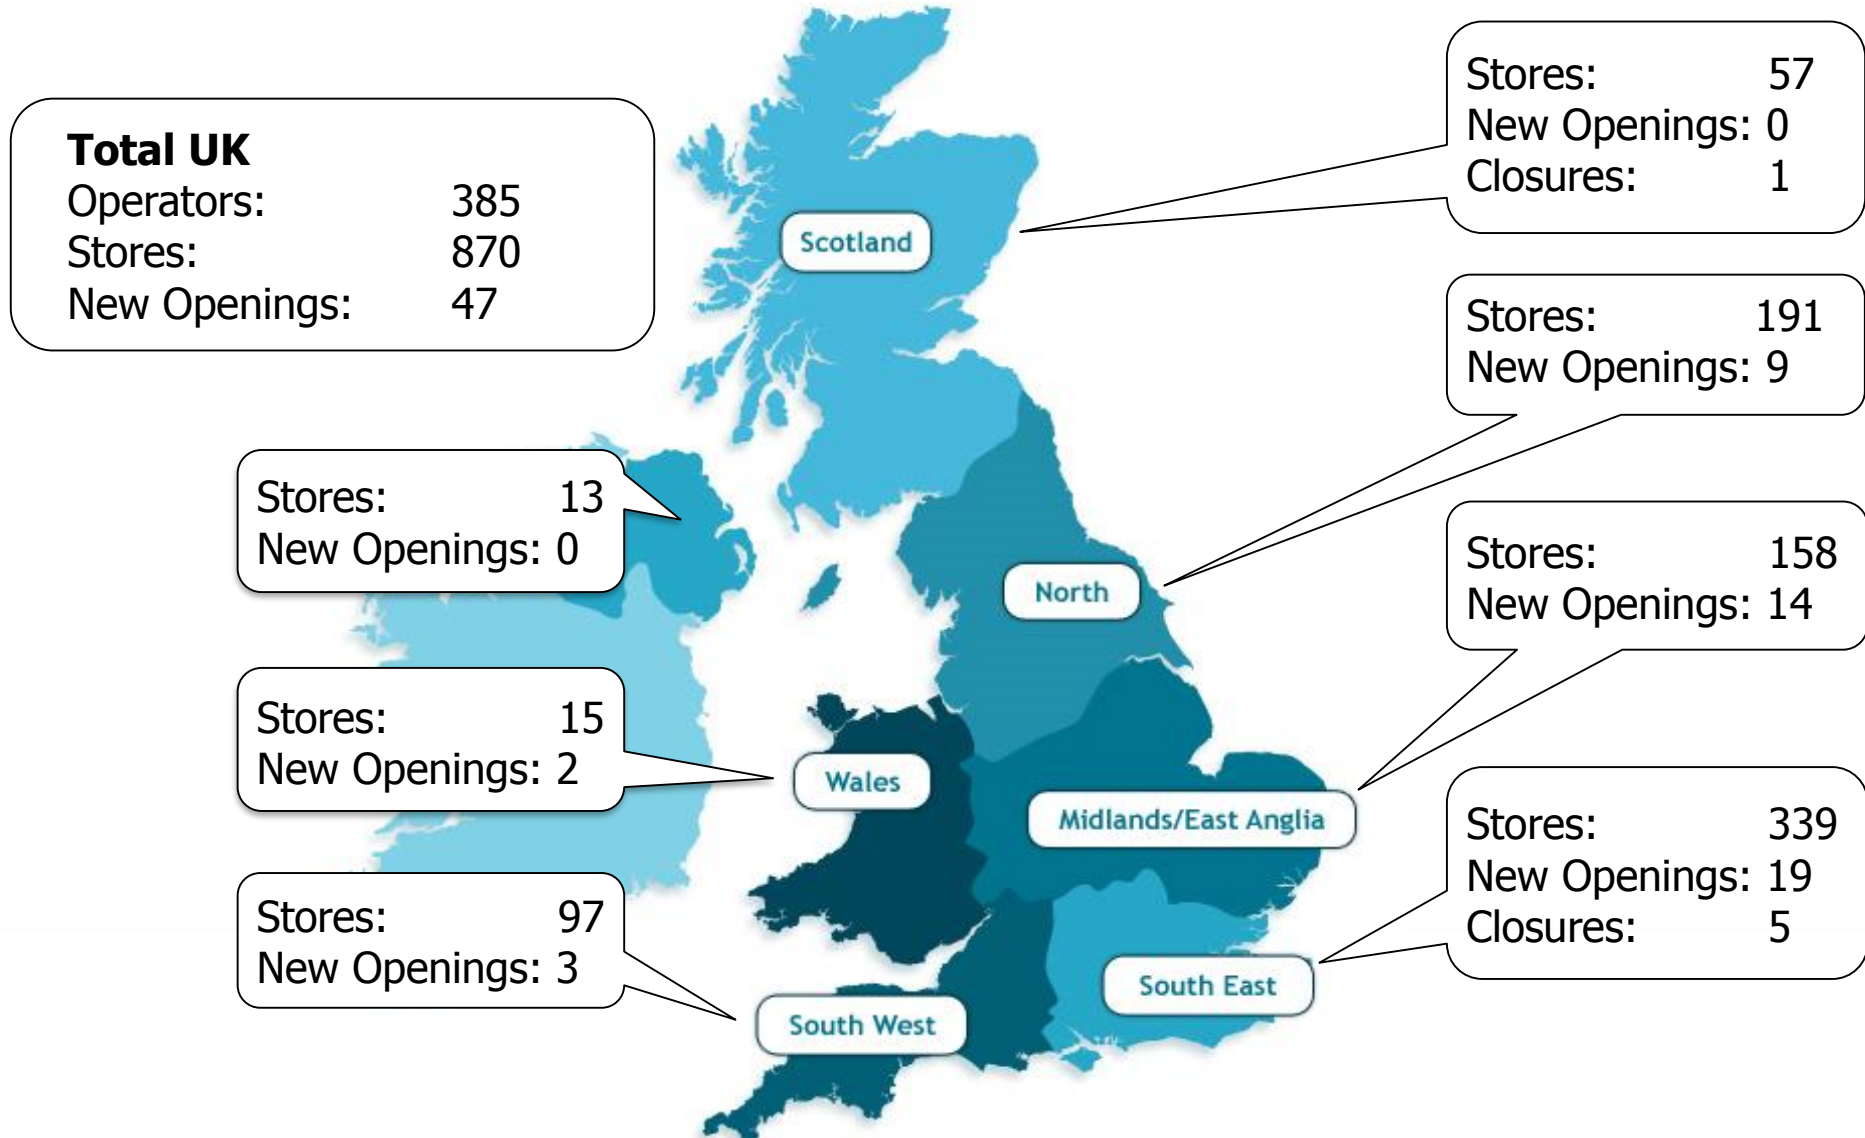 Total UK
Operators: 385
Stores: 870
New Openings: 47
Stores: 57
New Openings: 0
Closures: 1
Scotland
Stores: 191
New Openings: 9
North
Stores: 13
New Openings: 0
Stores: 158
New Openings: 14
Midlands/East Anglia
Stores: 15
New Openings: 2
Wales
Stores: 339
New Openings: 19
Closures: 5
South East
Stores: 97
New Openings: 3
South West